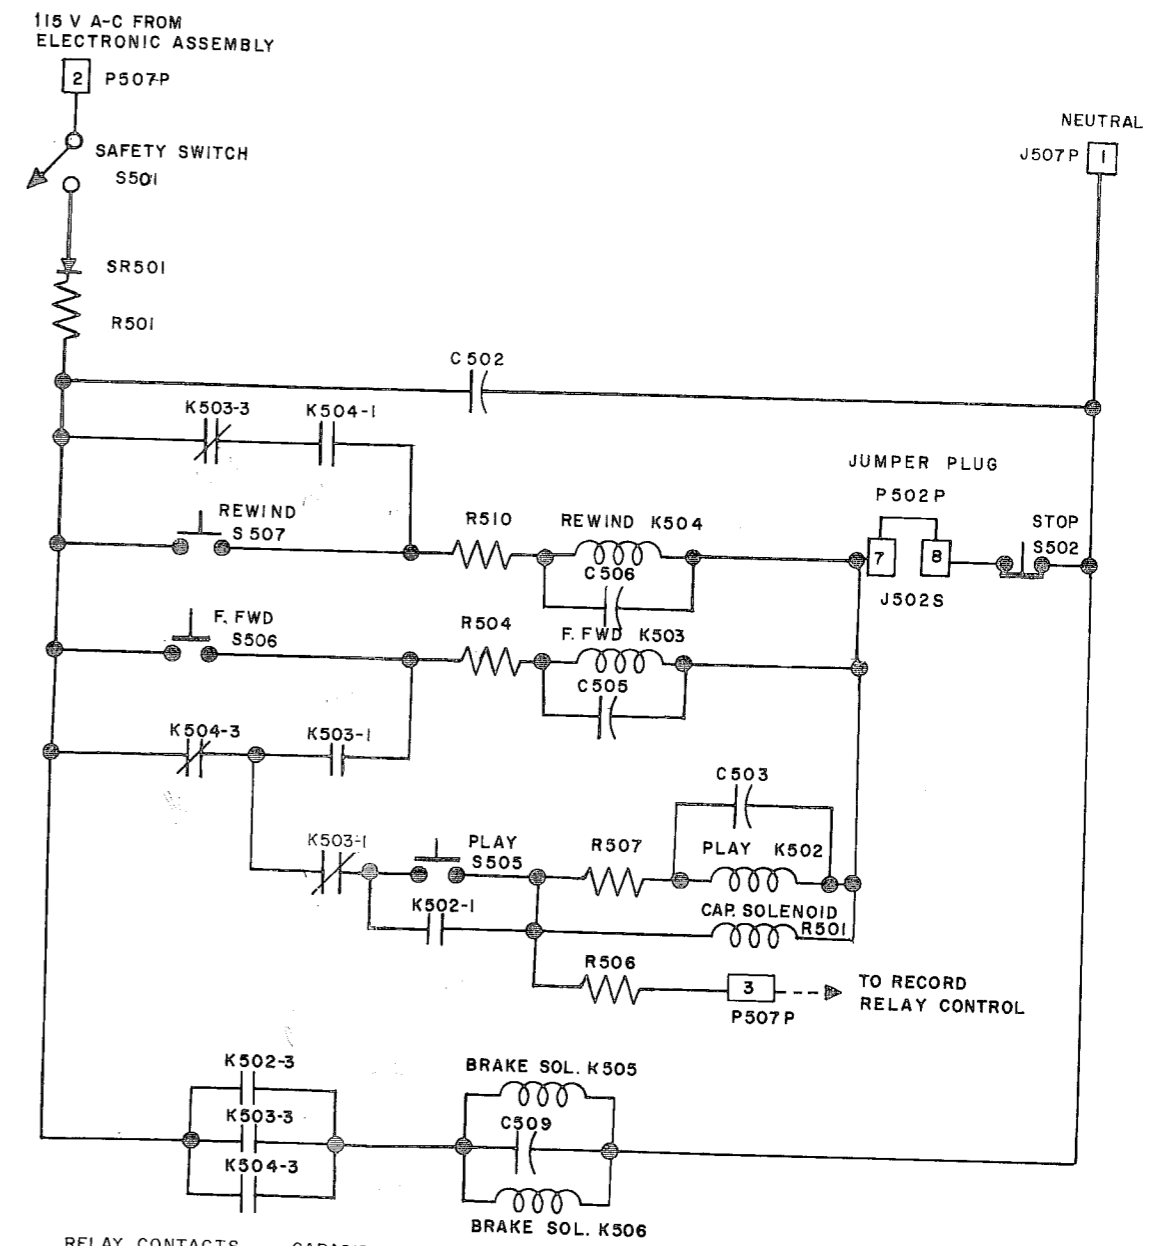 115 V A-C FROM
ELECTRONIC ASSEMBLY
2 P507P
NEUTRAL
J507P 1
SAFETY SWITCH
S501
SR501
R501
C 502
K503-3 K504-1
JUMPER PLUG
P502P
REWIND
S 507
R510 REWIND K504
STOP
S502
7 8
C506
J502S
F. FWD
S506
R504
F. FWD K503
C505
K504-3 K503-1
C503
K503-1
PLAY
S505
R507 PLAY K502
K502-1
CAP. SOLENOID
R501
R506
3
TO RECORD
RELAY CONTROL
P507P
K502-3
BRAKE SOL. K505
K503-3
C509
K504-3
BRAKE SOL. K506
RELAY CONTACTS